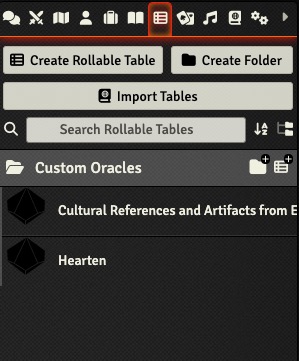 Create Rollable Table
Create Folder
Import Tables
Search Rollable Tables
Custom Oracles
Cultural References and Artifacts from E
Hearten